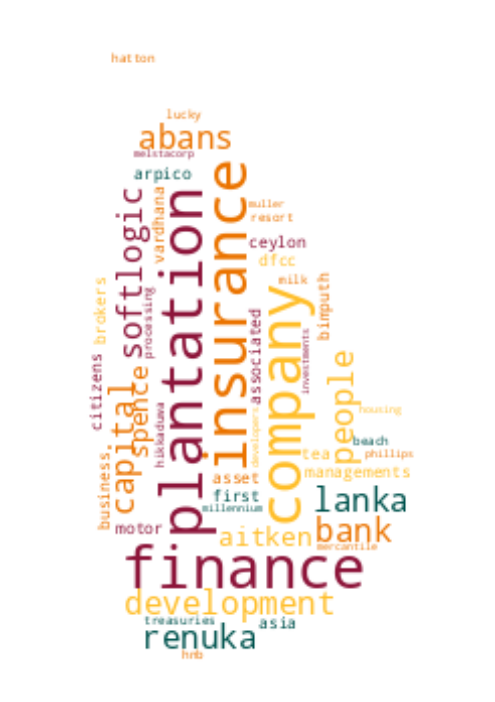 hatton
lucky
abans
melstacorp
arpico
insurance
plantation
softlogic
vardhana
muller
resort
ceylon
dfcc
milk
bimputh
company
brokers
processing
associated
investments
citizens
capital
spence
people
hikkaduwa
developers
housing
beach
phillips
tea
managements
asset
first
millennium
business,
lanka
motor
aitken
bank
mercantile
finance
development
treasuries
asia
renuka
hnb